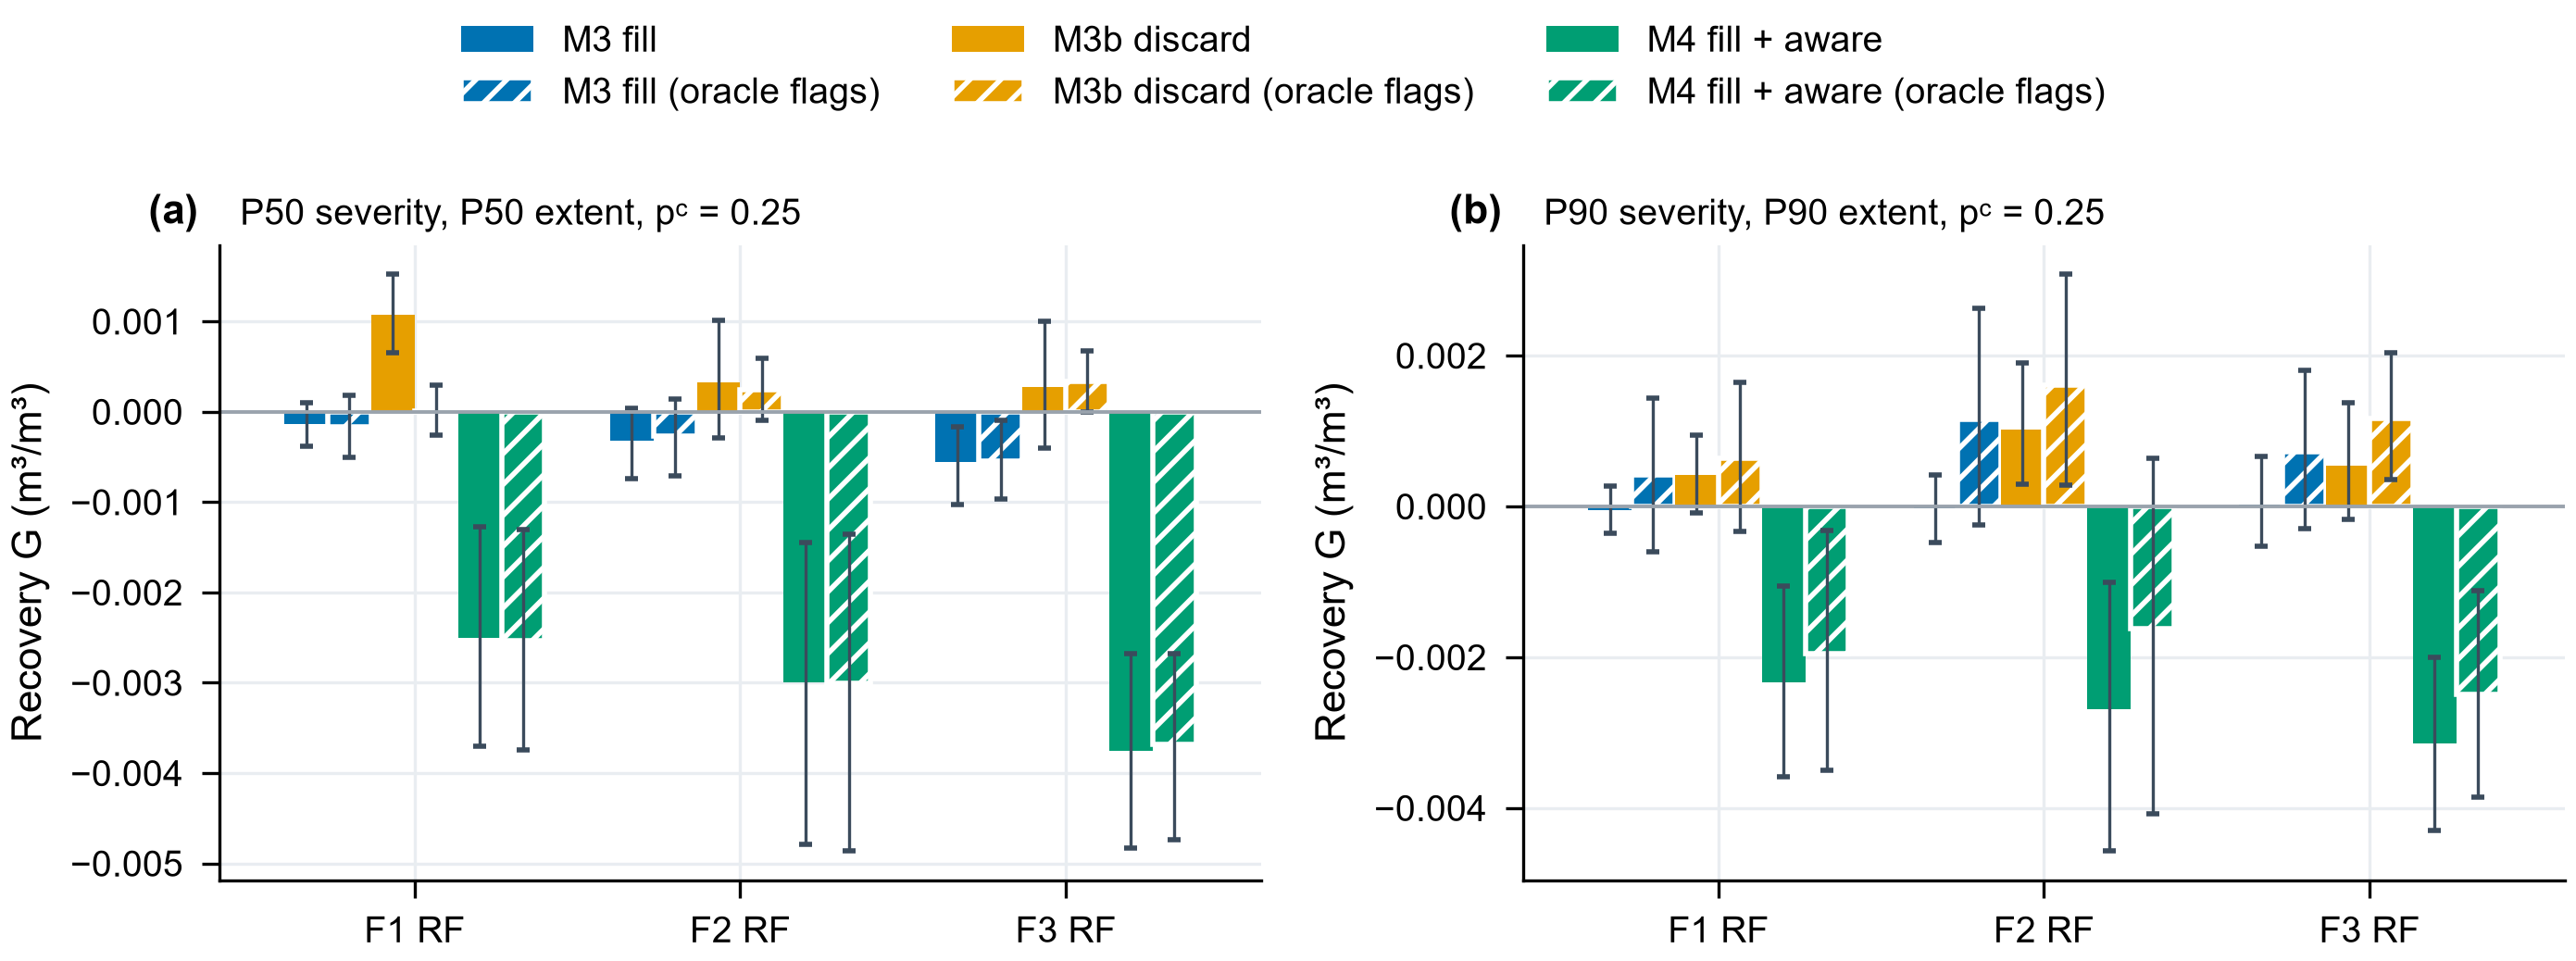 M3 fill
M3b discard
M4 fill + aware
M3 fill (oracle flags)
M3b discard (oracle flags)
M4 fill + aware (oracle flags)
(a) P50 severity, P50 extent, pᶜ = 0.25
Recovery G (m³/m³)
0.001
0.000
−0.001
−0.002
−0.003
−0.004
−0.005
F1 RF
F2 RF
F3 RF
(b) P90 severity, P90 extent, pᶜ = 0.25
Recovery G (m³/m³)
0.002
0.000
−0.002
−0.004
F1 RF
F2 RF
F3 RF